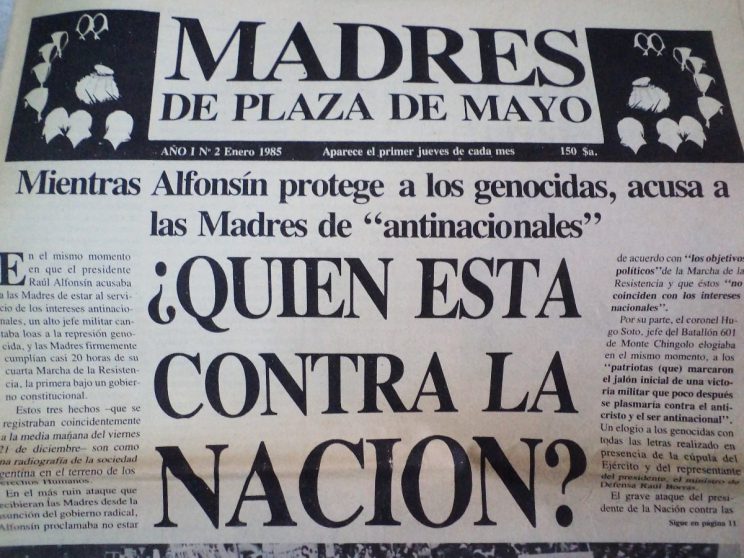 MADRES
DE PLAZA DE MAYO
AÑO I Nº 2 Enero 1985 Aparece el primer jueves de cada mes 150 $a.
Mientras Alfonsín protege a los genocidas, acusa a
las Madres de “antinacionales”
¿QUIEN ESTA
CONTRA LA
NACION?
En el mismo momento
en que el presidente
Raúl Alfonsín acusaba
a las Madres de estar al servi-
cio de los intereses antinacio-
nales, un alto jefe militar can-
taba loas a la represión geno-
cida, y las Madres firmemente
cumplían casi 20 horas de su
cuarta Marcha de la Resisten-
cia, la primera bajo un gobier-
no constitucional.
Estos tres hechos –que se
registraban coincidentemente
a la media mañana del viernes
21 de diciembre– son como
una radiografía de la sociedad
argentina en el terreno de los
Derechos Humanos.
En el más ruin ataque que
recibieran las Madres desde la
asunción del gobierno radical,
Alfonsín proclamaba no estar
de acuerdo con “los objetivos
políticos”de la Marcha de la
Resistencia y que éstos “no
coinciden con los intereses
nacionales”.
Por su parte, el coronel Hu-
go Soto, jefe del Batallón 601
de Monte Chingolo elogiaba
en el mismo momento, a los
“patriotas (que) marcaron
el jalón inicial de una victo-
ria militar que poco después
se plasmaría contra el anti-
cristo y el ser antinacional”.
Un elogio a los genocidas con
todas las letras realizado en
presencia de la cúpula del
Ejército y del representante
del presidente, el ministro de
Defensa Raúl Borrás.
El grave ataque del presi-
dente de la Nación contra las
Sigue en página 11